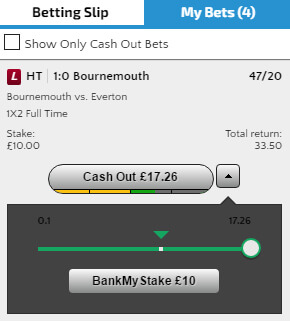 Betting Slip
My Bets (4)
Show Only Cash Out Bets
L HT 1:0 Bournemouth 47/20
Bournemouth vs. Everton
1X2 Full Time
Stake: Total return:
£10.00 33.50
Cash Out £17.26
0.1 17.26
BankMyStake £10